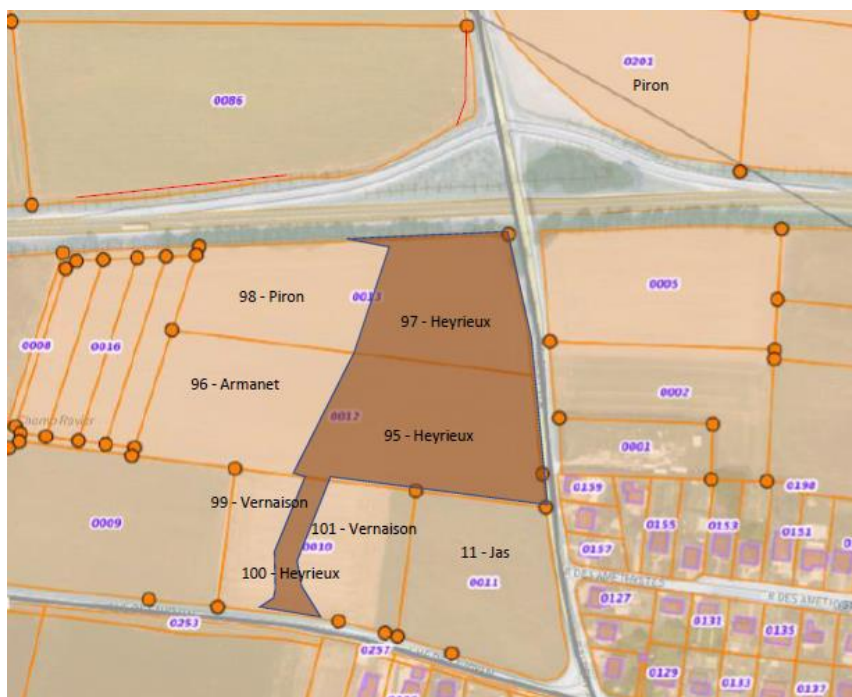 0201
Piron
0086
0005
98 - Piron
0013
97 - Heyrieux
0008
0016
96 - Armanet
0002
0012
95 - Heyrieux
0001
99 - Vernaison
0159
0198
0009
101 - Vernaison
0155
0153
0151
0010
0157
11 - Jas
100 - Heyrieux
0011
R DES AMETHYSTES
0127
0253
0131
0135
0257
0129
0133
0137